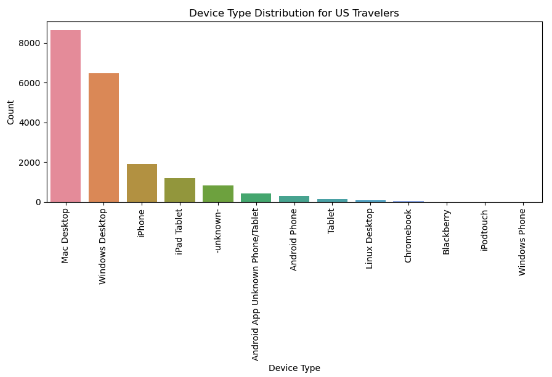 Device Type Distribution for US Travelers
Count
8000
6000
4000
2000
0
Mac Desktop
Windows Desktop
iPhone
iPad Tablet
-unknown-
Android App Unknown Phone/Tablet
Android Phone
Tablet
Linux Desktop
Chromebook
Blackberry
iPodtouch
Windows Phone
Device Type